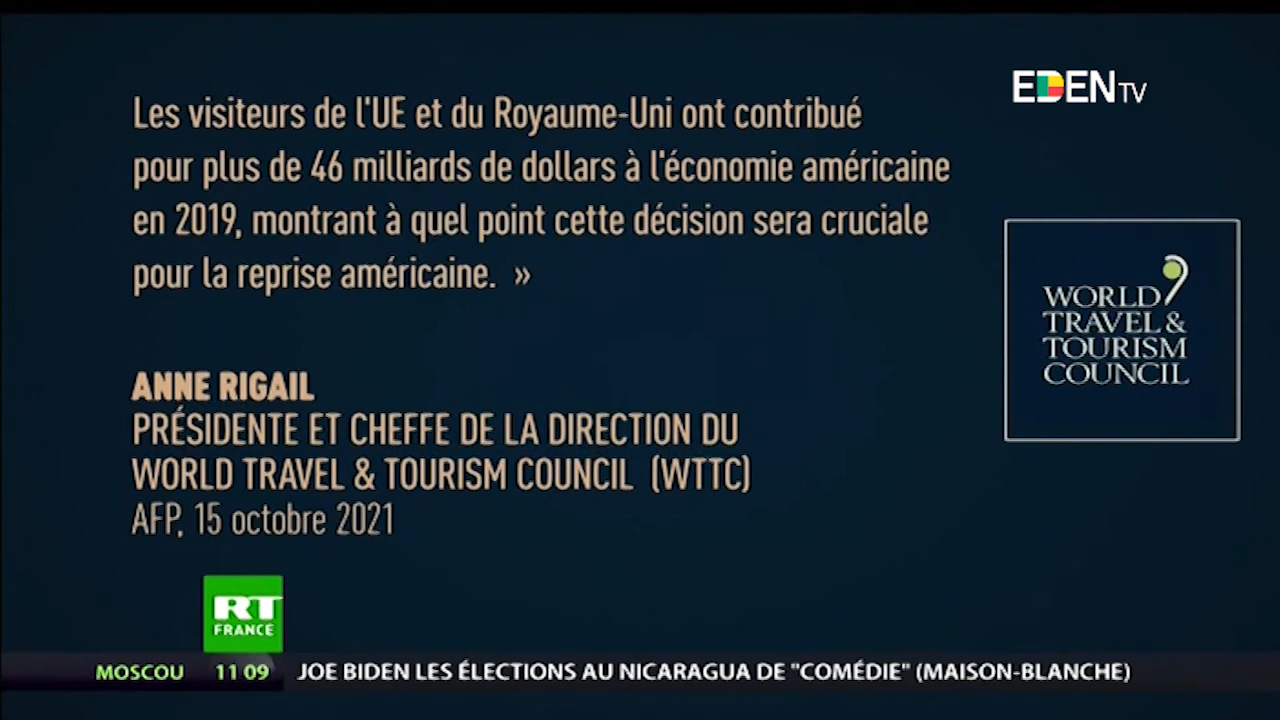 EDENTV
Les visiteurs de l'UE et du Royaume-Uni ont contribué
pour plus de 46 milliards de dollars à l'économie américaine
en 2019, montrant à quel point cette décision sera cruciale
pour la reprise américaine. »
WORLD
TRAVEL &
TOURISM
COUNCIL
ANNE RIGAIL
PRÉSIDENTE ET CHEFFE DE LA DIRECTION DU
WORLD TRAVEL & TOURISM COUNCIL (WTTC)
AFP, 15 octobre 2021
RT
FRANCE
MOSCOU 11 09 JOE BIDEN LES ÉLECTIONS AU NICARAGUA DE "COMÉDIE" (MAISON-BLANCHE)